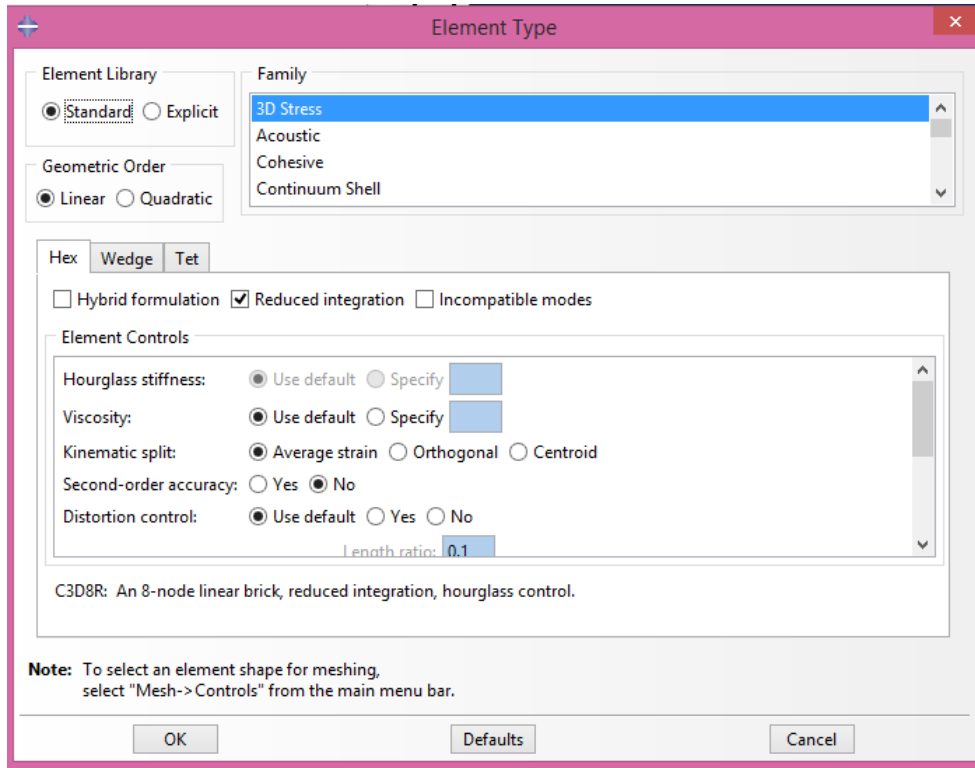 Element Type
Element Library
Standard Explicit
Family
3D Stress
Acoustic
Cohesive
Continuum Shell
Geometric Order
Linear Quadratic
Hex Wedge Tet
Hybrid formulation Reduced integration Incompatible modes
Element Controls
Hourglass stiffness: Use default Specify
Viscosity: Use default Specify
Kinematic split: Average strain Orthogonal Centroid
Second-order accuracy: Yes No
Distortion control: Use default Yes No
Length ratio: 0.1
C3D8R: An 8-node linear brick, reduced integration, hourglass control.
Note: To select an element shape for meshing,
select "Mesh->Controls" from the main menu bar.
OK Defaults Cancel